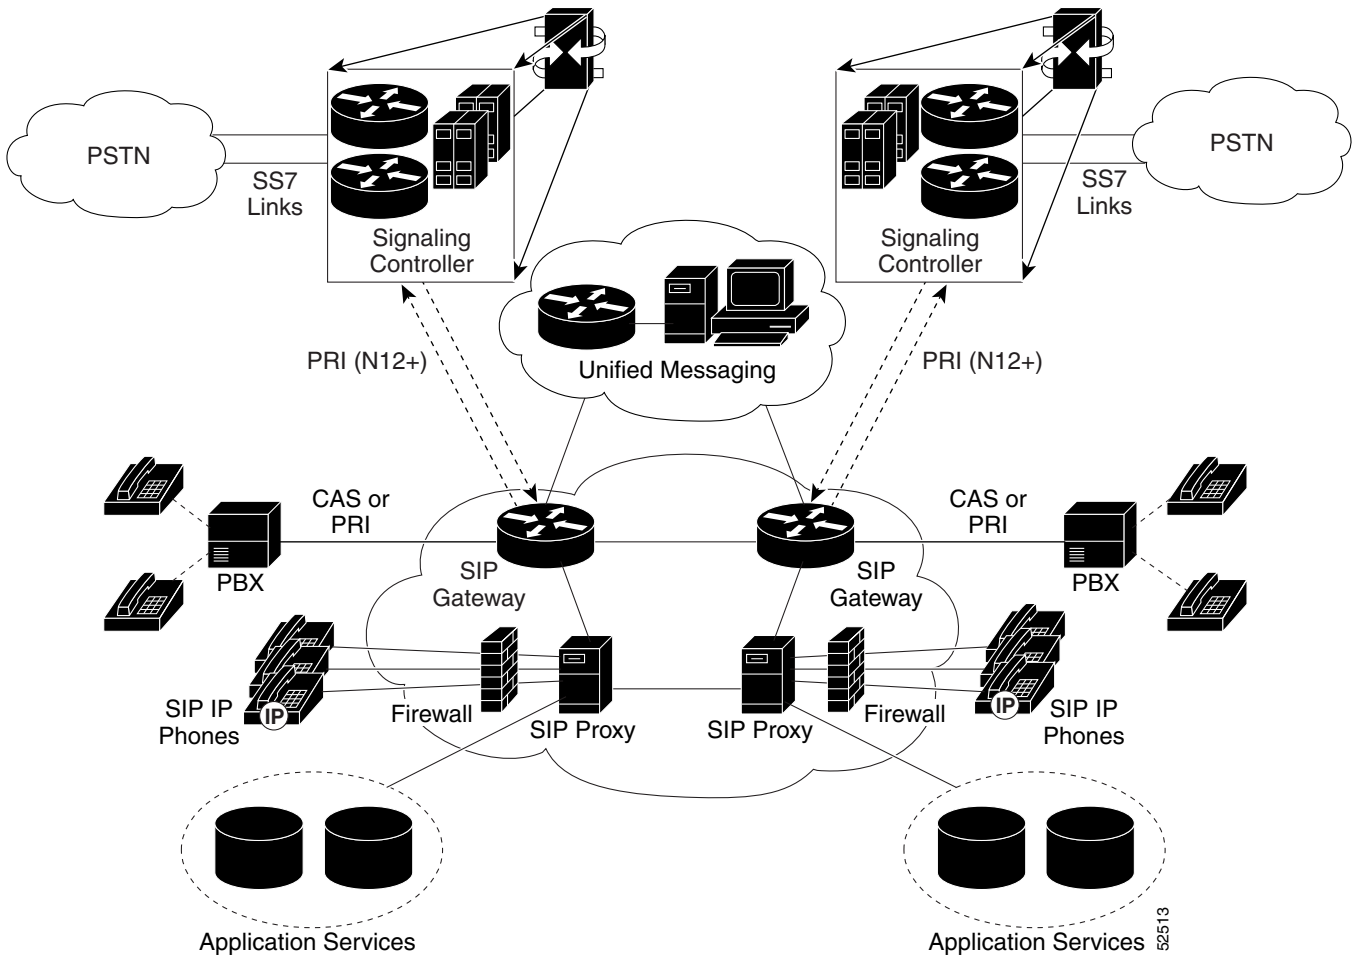 PSTN
SS7
Links
Signaling
Controller
Signaling
Controller
SS7
Links
PSTN
PRI (N12+)
Unified Messaging
PRI (N12+)
CAS or
PRI
CAS or
PRI
PBX
SIP
Gateway
SIP
Gateway
PBX
SIP IP
Phones
IP
Firewall
SIP Proxy
SIP Proxy
Firewall
IP
SIP IP
Phones
Application Services
Application Services
52513